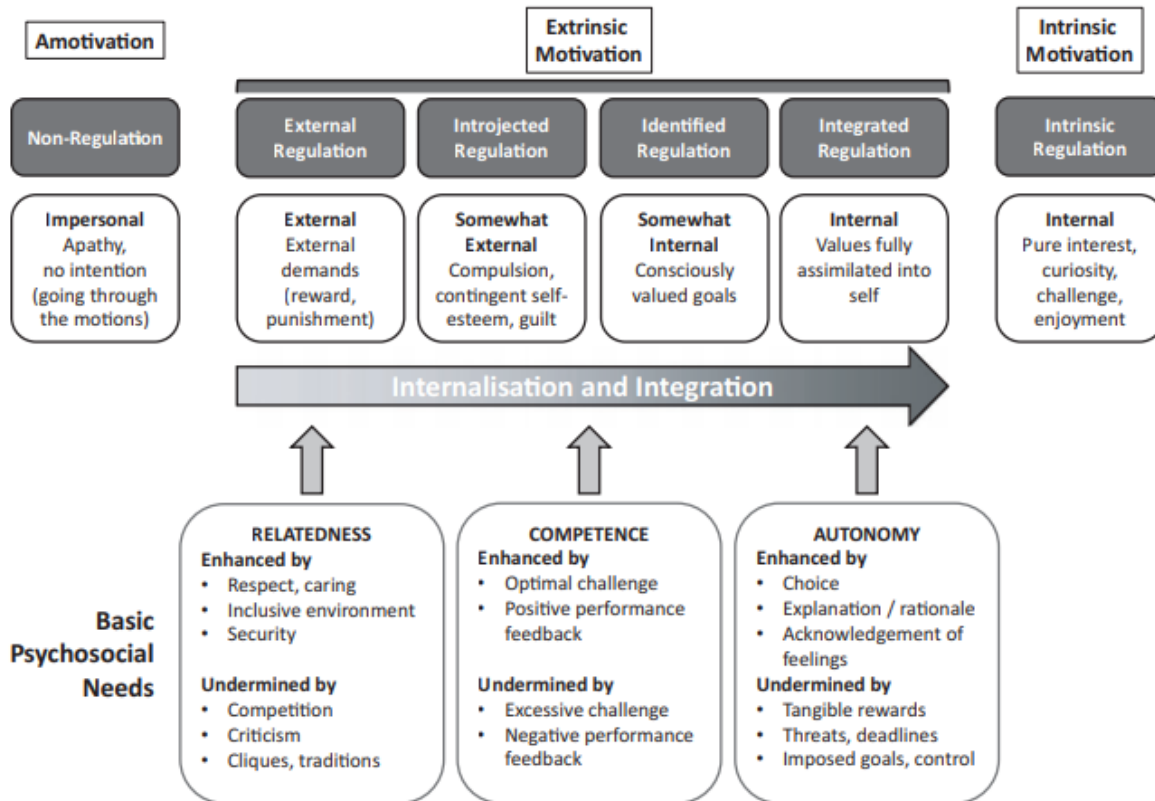 Amotivation
Extrinsic
Motivation
Intrinsic
Motivation
Non-Regulation
External
Regulation
Introjected
Regulation
Identified
Regulation
Integrated
Regulation
Intrinsic
Regulation
Impersonal
Apathy,
no intention
(going through
the motions)
External
External
demands
(reward,
punishment)
Somewhat
External
Compulsion,
contingent self-
esteem, guilt
Somewhat
Internal
Consciously
valued goals
Internal
Values fully
assimilated into
self
Internal
Pure interest,
curiosity,
challenge,
enjoyment
Internalisation and Integration
Basic
Psychosocial
Needs
RELATEDNESS
Enhanced by
• Respect, caring
• Inclusive environment
• Security
Undermined by
• Competition
• Criticism
• Cliques, traditions
COMPETENCE
Enhanced by
• Optimal challenge
• Positive performance
feedback
Undermined by
• Excessive challenge
• Negative performance
feedback
AUTONOMY
Enhanced by
• Choice
• Explanation / rationale
• Acknowledgement of
feelings
Undermined by
• Tangible rewards
• Threats, deadlines
• Imposed goals, control